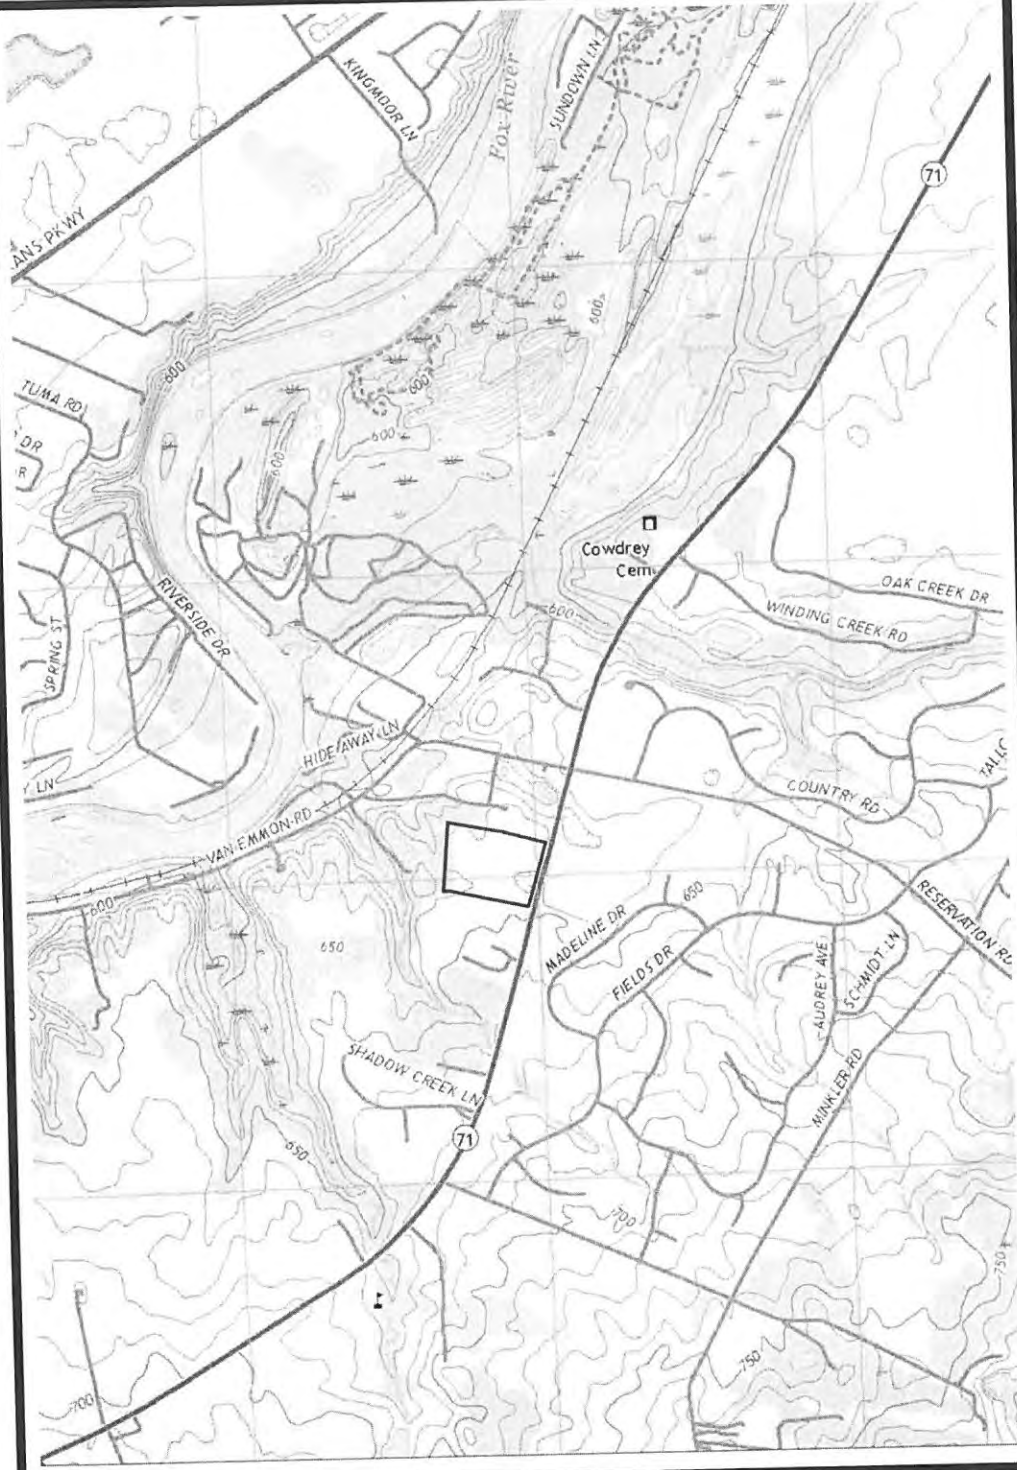 KINGMOOR LN
Fox River
SUNDOWN LN
71
ANS PKWY
600
600
TUMA RD
600
600
DR
R
600
Cowdrey
Cem
OAK CREEK DR
WINDING CREEK RD
600
RIVERSIDE DR
SPRING ST
HIDEAWAY LN
Y LN
COUNTRY RD
TALLG
VAN EMMON RD
600
650
RESERVATION RD
MADELINE DR
FIELDS DR
AUDREY AVE
SCHMIDT LN
650
SHADOW CREEK LN
MINKLER RD
71
650
700
750
750
700